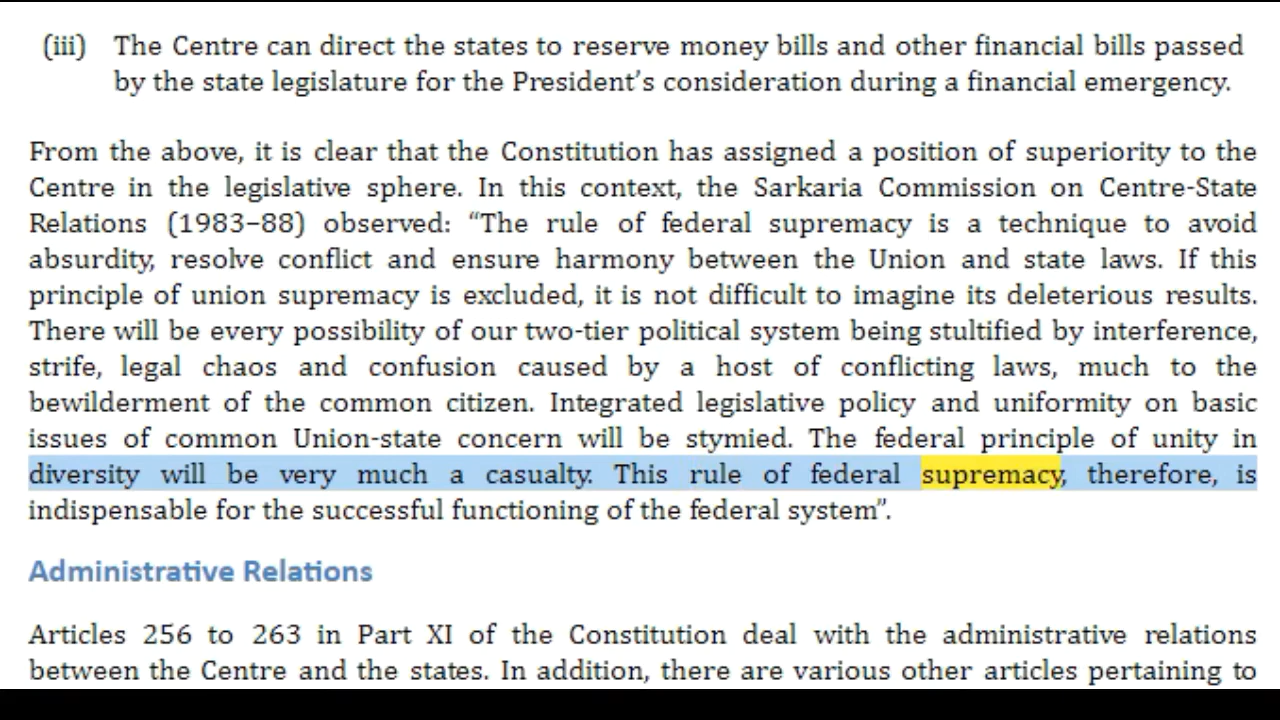 (iii) The Centre can direct the states to reserve money bills and other financial bills passed
by the state legislature for the President’s consideration during a financial emergency.
From the above, it is clear that the Constitution has assigned a position of superiority to the
Centre in the legislative sphere. In this context, the Sarkaria Commission on Centre-State
Relations (1983–88) observed: “The rule of federal supremacy is a technique to avoid
absurdity, resolve conflict and ensure harmony between the Union and state laws. If this
principle of union supremacy is excluded, it is not difficult to imagine its deleterious results.
There will be every possibility of our two-tier political system being stultified by interference,
strife, legal chaos and confusion caused by a host of conflicting laws, much to the
bewilderment of the common citizen. Integrated legislative policy and uniformity on basic
issues of common Union-state concern will be stymied. The federal principle of unity in
diversity will be very much a casualty. This rule of federal supremacy, therefore, is
indispensable for the successful functioning of the federal system”.
Administrative Relations
Articles 256 to 263 in Part XI of the Constitution deal with the administrative relations
between the Centre and the states. In addition, there are various other articles pertaining to